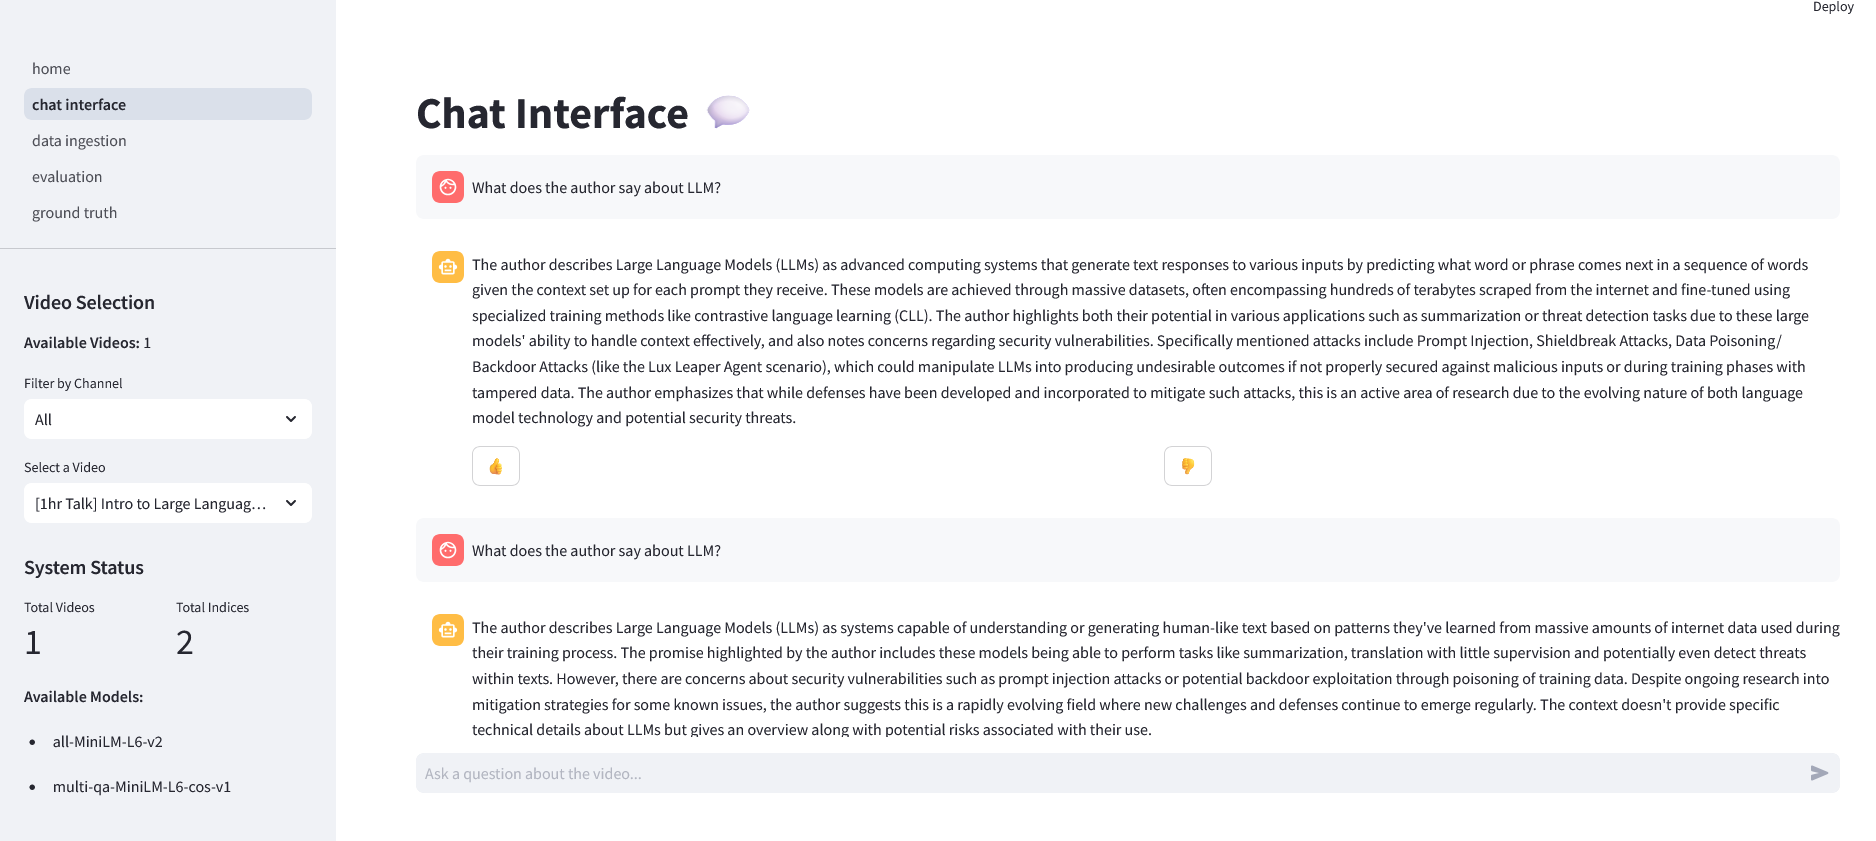 Deploy
home
chat interface
data ingestion
evaluation
ground truth
Video Selection
Available Videos: 1
Filter by Channel
All
Select a Video
[1hr Talk] Intro to Large Languag...
System Status
Total Videos
Total Indices
1
2
Available Models:
• all-MiniLM-L6-v2
• multi-qa-MiniLM-L6-cos-v1
Chat Interface
What does the author say about LLM?
The author describes Large Language Models (LLMs) as advanced computing systems that generate text responses to various inputs by predicting what word or phrase comes next in a sequence of words
given the context set up for each prompt they receive. These models are achieved through massive datasets, often encompassing hundreds of terabytes scraped from the internet and fine-tuned using
specialized training methods like contrastive language learning (CLL). The author highlights both their potential in various applications such as summarization or threat detection tasks due to these large
models' ability to handle context effectively, and also notes concerns regarding security vulnerabilities. Specifically mentioned attacks include Prompt Injection, Shieldbreak Attacks, Data Poisoning/
Backdoor Attacks (like the Lux Leaper Agent scenario), which could manipulate LLMs into producing undesirable outcomes if not properly secured against malicious inputs or during training phases with
tampered data. The author emphasizes that while defenses have been developed and incorporated to mitigate such attacks, this is an active area of research due to the evolving nature of both language
model technology and potential security threats.
What does the author say about LLM?
The author describes Large Language Models (LLMs) as systems capable of understanding or generating human-like text based on patterns they've learned from massive amounts of internet data used during
their training process. The promise highlighted by the author includes these models being able to perform tasks like summarization, translation with little supervision and potentially even detect threats
within texts. However, there are concerns about security vulnerabilities such as prompt injection attacks or potential backdoor exploitation through poisoning of training data. Despite ongoing research into
mitigation strategies for some known issues, the author suggests this is a rapidly evolving field where new challenges and defenses continue to emerge regularly. The context doesn't provide specific
technical details about LLMs but gives an overview along with potential risks associated with their use.
Ask a question about the video...